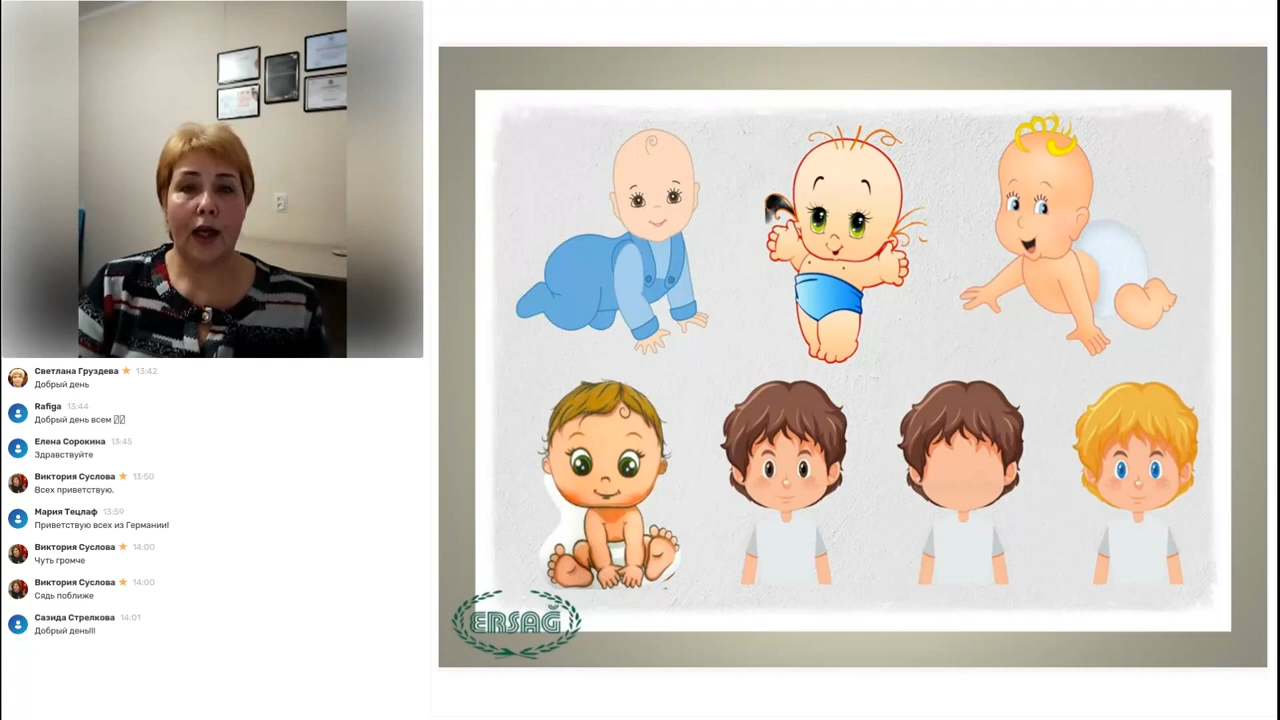 Светлана Груздева 13:42
Добрый день
Rafiga 13:44
Добрый день всем
Елена Сорокина 13:45
Здравствуйте
Виктория Суслова 13:50
Всех приветствую.
Мария Тецлаф 13:59
Приветствую всех из Германии!
Виктория Суслова 14:00
Чуть громче
Виктория Суслова 14:00
Сядь поближе
Сазида Стрелкова 14:01
Добрый день!!!
ERSAĞ